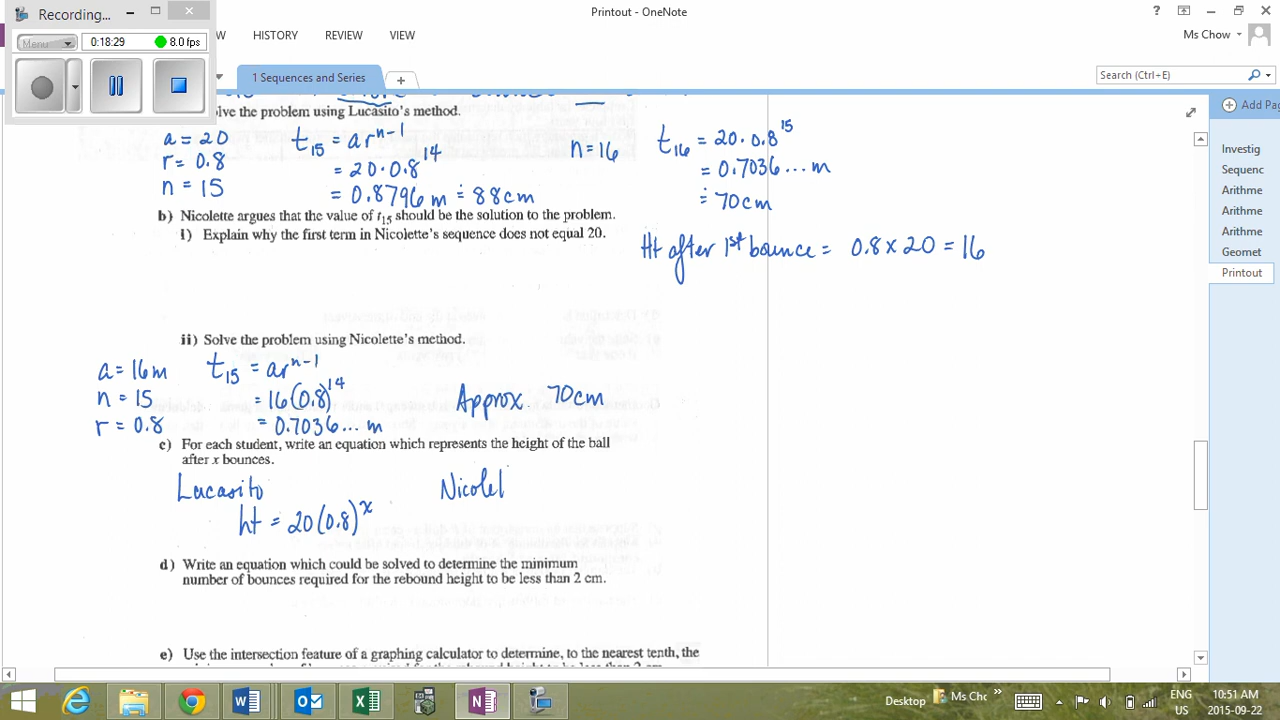 Recording...
Printout - OneNote
Menu
0:18:29
8.0 fps
W
HISTORY
REVIEW
VIEW
Ms Chow
1 Sequences and Series
Search (Ctrl+E)
Add Pag
lve the problem using Lucasito's method.
a = 20
r = 0.8
n = 15
t15 = ar^n-1
= 20 · 0.8^14
= 0.8796 m ≐ 88cm
n = 16
t16 = 20 · 0.8^15
= 0.7036... m
≐ 70cm
b) Nicolette argues that the value of t15 should be the solution to the problem.
i) Explain why the first term in Nicolette's sequence does not equal 20.
Ht after 1st bounce = 0.8 x 20 = 16
ii) Solve the problem using Nicolette's method.
a = 16m
n = 15
r = 0.8
t15 = ar^n-1
= 16(0.8)^14
= 0.7036... m
Approx. 70cm
c) For each student, write an equation which represents the height of the ball
after x bounces.
Lucasito
ht = 20(0.8)^x
Nicolel
d) Write an equation which could be solved to determine the minimum
number of bounces required for the rebound height to be less than 2 cm.
e) Use the intersection feature of a graphing calculator to determine, to the nearest tenth, the
Investig
Sequenc
Arithme
Arithme
Arithme
Geomet
Printout
Desktop
Ms Chc
ENG
US
10:51 AM
2015-09-22